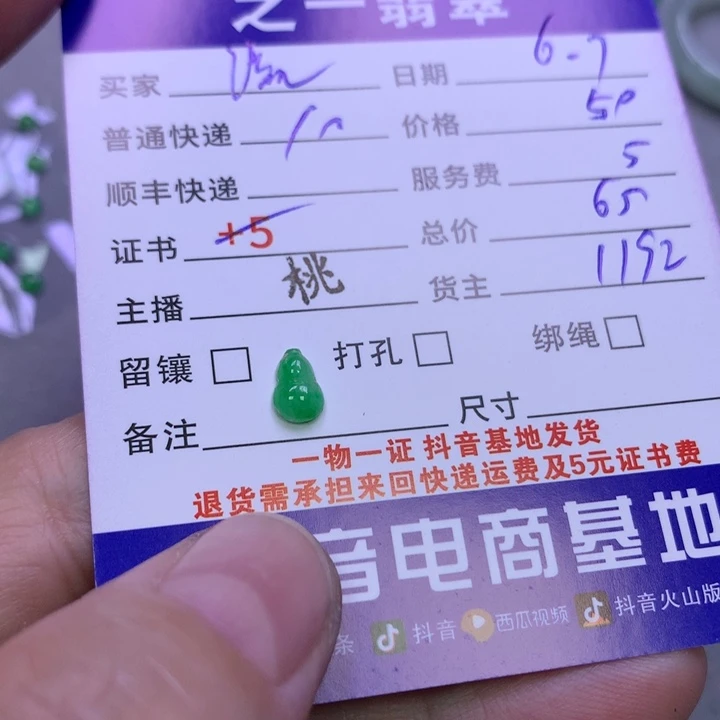 之一翡翠
买家 日期 6-7
普通快递 10 价格 50
顺丰快递 服务费 5
证书 +5 总价 65
主播 桃 货主 1192
留镶 打孔 绑绳
备注 尺寸
一物一证 抖音基地发货
退货需承担来回快递运费及5元证书费
音电商基地
条 抖音 西瓜视频 抖音火山版